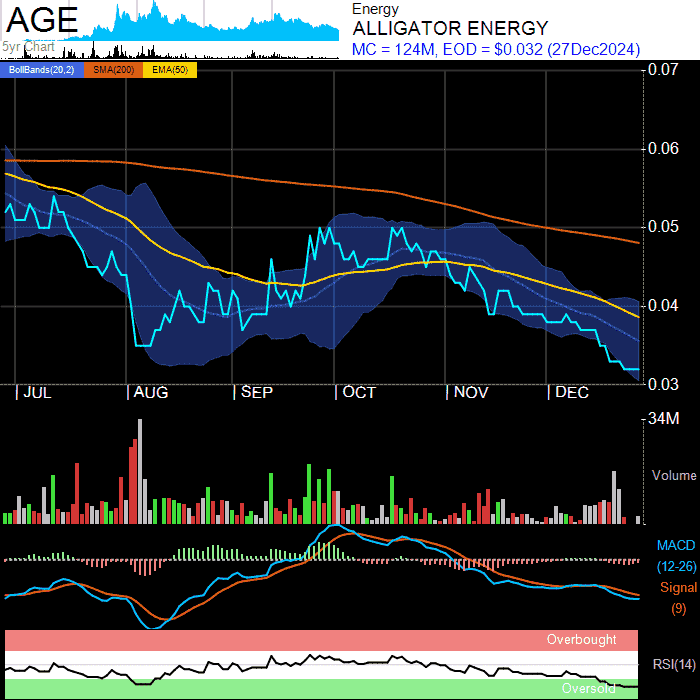 AGE
5yr Chart
Energy
ALLIGATOR ENERGY
MC = 124M, EOD = $0.032 (27Dec2024)
BollBands(20,2) SMA(200) EMA(50)
0.07
0.06
0.05
0.04
0.03
JUL AUG SEP OCT NOV DEC
34M
Volume
MACD
(12-26)
Signal
(9)
Overbought
RSI(14)
Oversold